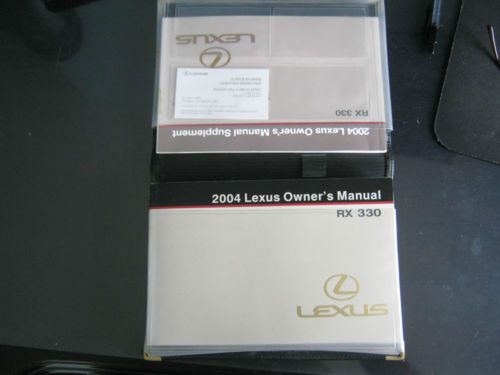 LEXUS
RX 330
2004 Lexus Owner's Manual Supplement
2004 Lexus Owner's Manual
RX 330
LEXUS